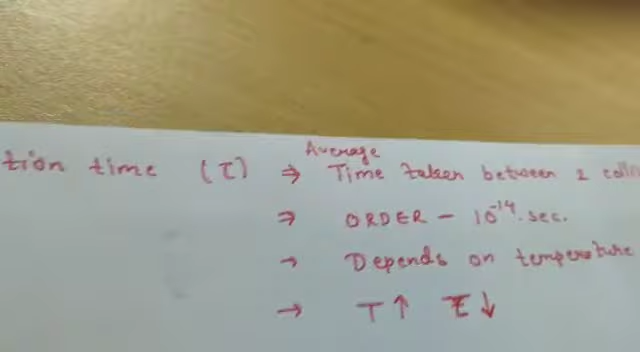 Average
tion time (τ) ⇒ Time taken between 2
⇒ ORDER - 10⁻¹⁴ sec.
→ Depends on temperature
→ T↑ τ↓